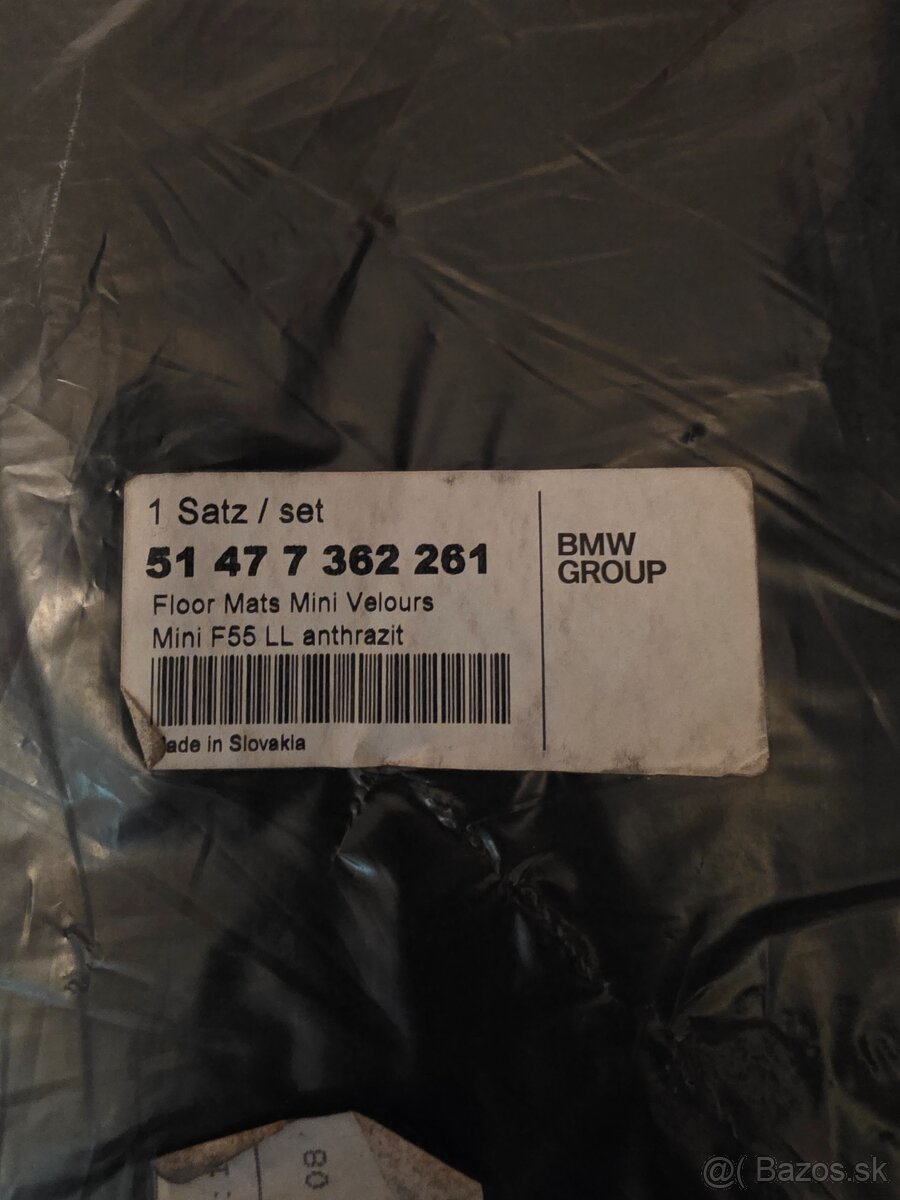 1 Satz / set
51 47 7 362 261
Floor Mats Mini Velours
Mini F55 LL anthrazit
ade in Slovakia
BMW
GROUP
80
@( Bazos.sk